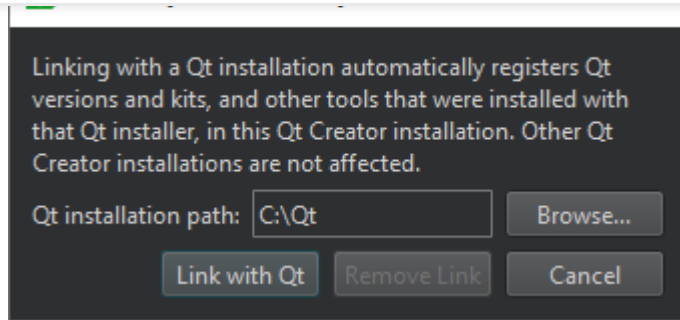 Linking with a Qt installation automatically registers Qt
versions and kits, and other tools that were installed with
that Qt installer, in this Qt Creator installation. Other Qt
Creator installations are not affected.
Qt installation path: C:\Qt Browse...
Link with Qt Remove Link Cancel